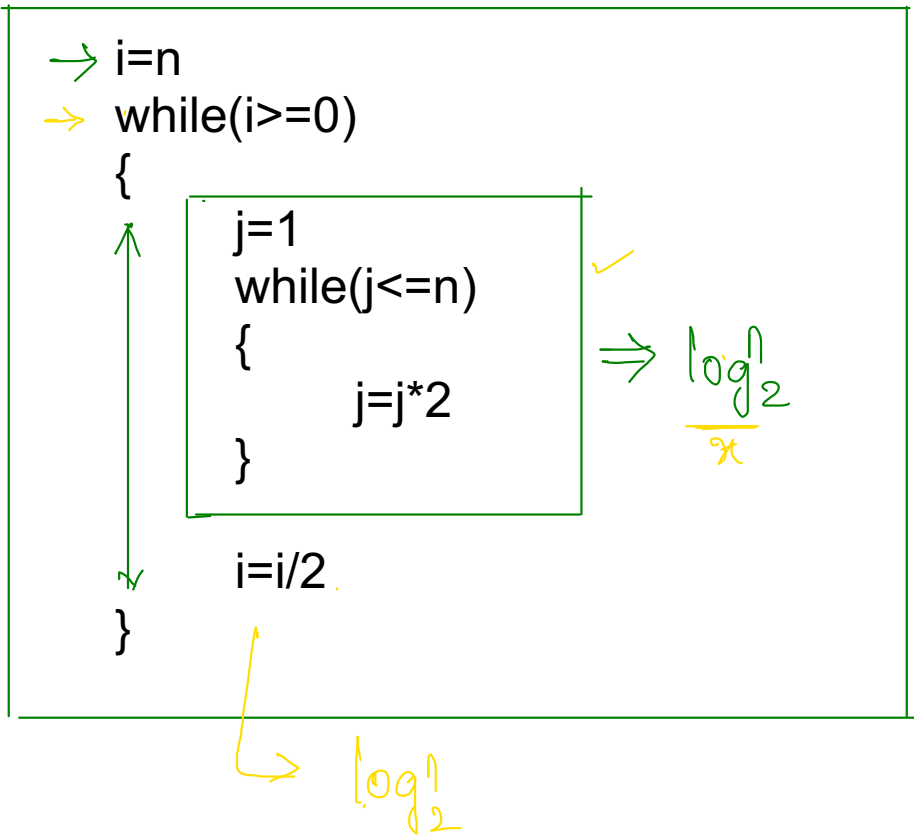 i=n
while(i>=0)
{
j=1
while(j<=n)
{
j=j*2
}
i=i/2
}
⇒ log₂ⁿ
x
log₂ⁿ